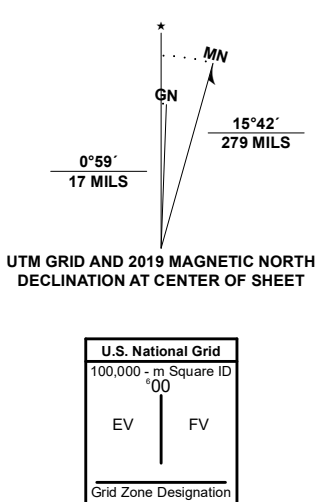 ★
MN
GN
15°42´
279 MILS
0°59´
17 MILS
UTM GRID AND 2019 MAGNETIC NORTH
DECLINATION AT CENTER OF SHEET
U.S. National Grid
100,000 - m Square ID
⁶00
EV FV
Grid Zone Designation